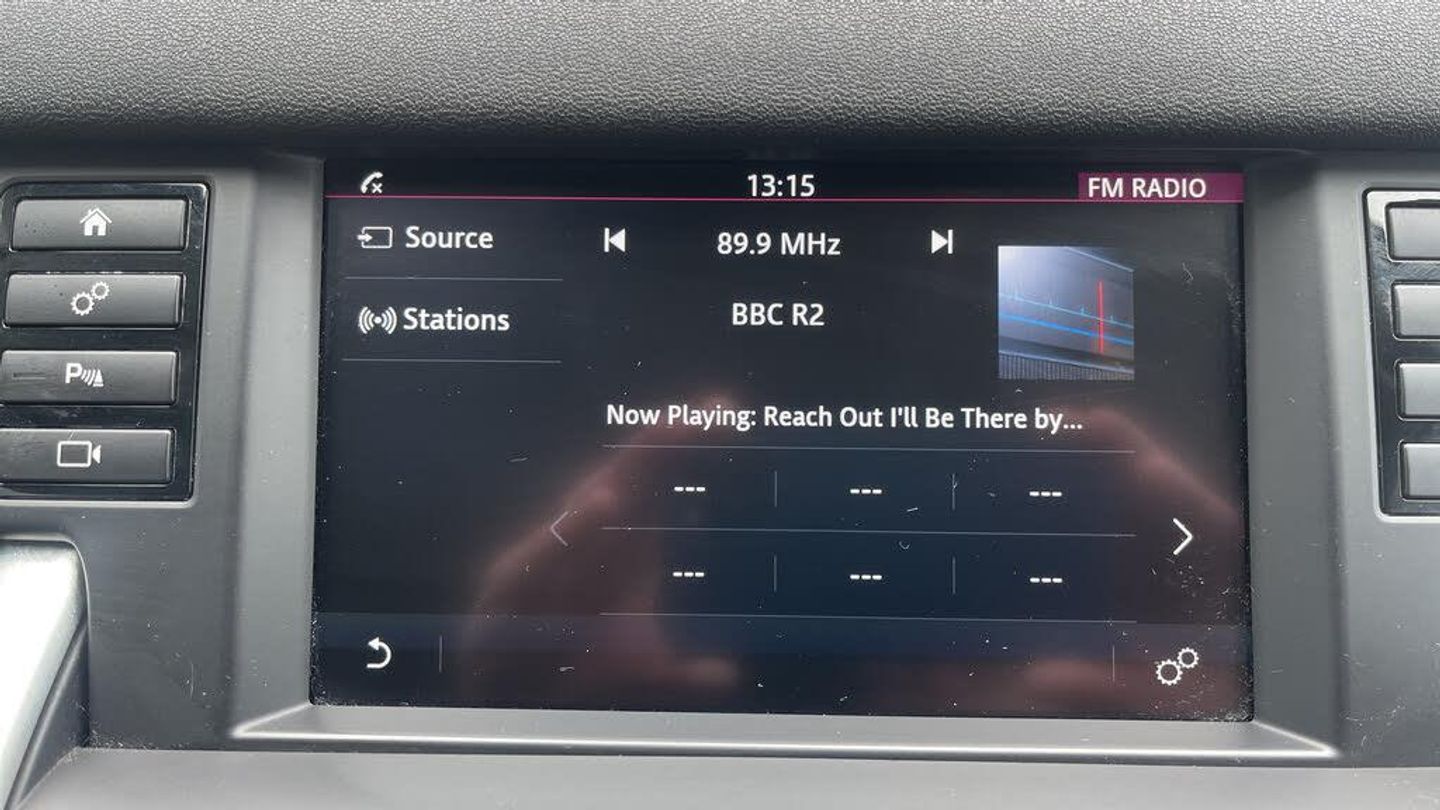 13:15
FM RADIO
Source
89.9 MHz
Stations
BBC R2
Now Playing: Reach Out I'll Be There by...
--- --- ---
--- --- ---
P